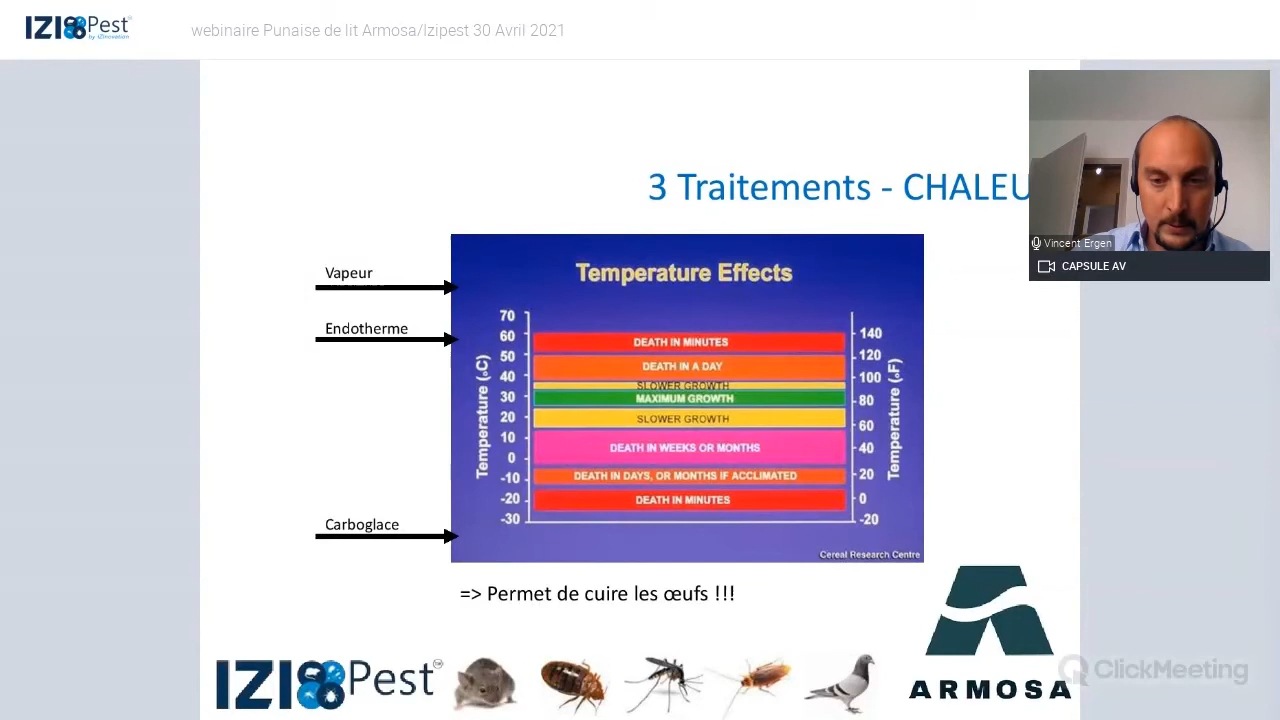 IZI Pest
by IZInovation
webinaire Punaise de lit Armosa/Izipest 30 Avril 2021
3 Traitements - CHALEU
Vincent Ergen
CAPSULE AV
Vapeur
Endotherme
Carboglace
Temperature Effects
Temperature (°C)
70
60
50
40
30
20
10
0
-10
-20
-30
DEATH IN MINUTES
DEATH IN A DAY
SLOWER GROWTH
MAXIMUM GROWTH
SLOWER GROWTH
DEATH IN WEEKS OR MONTHS
DEATH IN DAYS, OR MONTHS IF ACCLIMATED
DEATH IN MINUTES
140
120
100
80
60
40
20
0
-20
Temperature (°F)
Cereal Research Centre
=> Permet de cuire les œufs !!!
IZI Pest™
ARMOSA
ClickMeeting